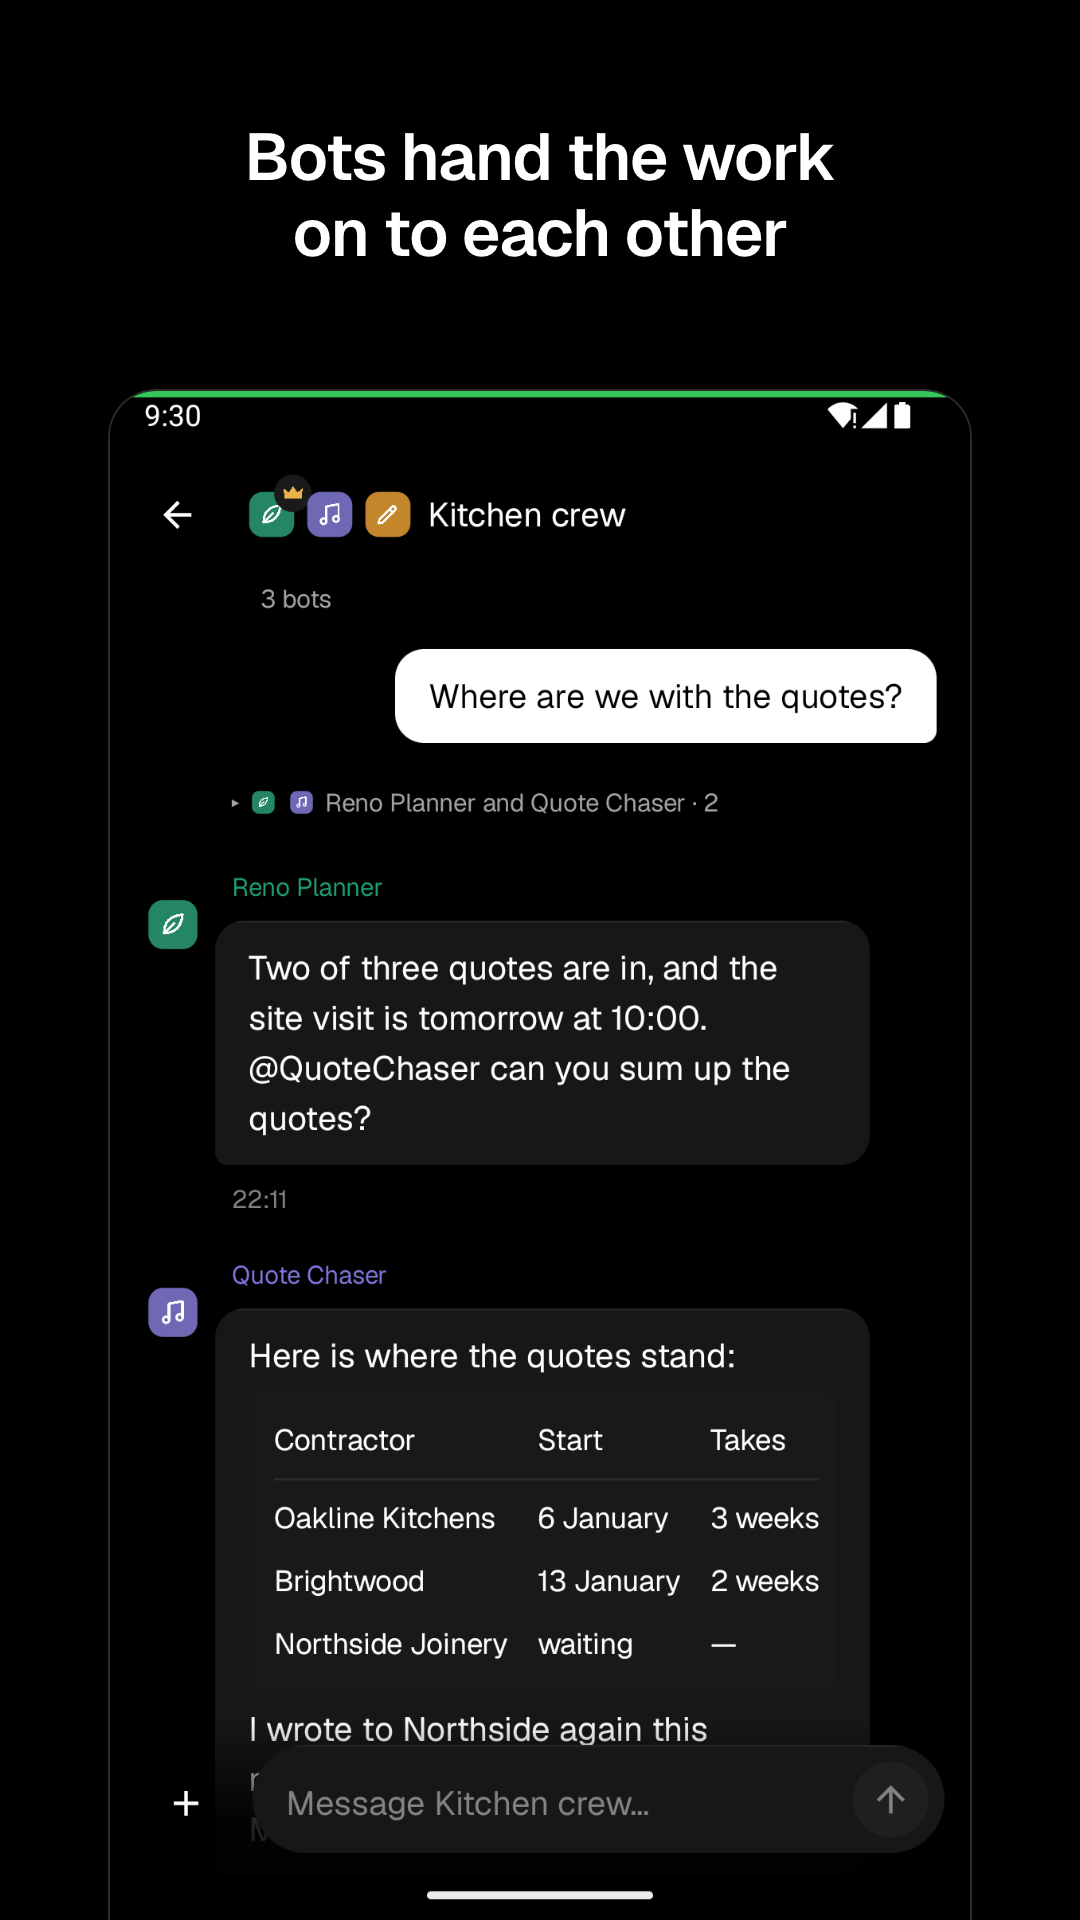 Bots hand the work
on to each other
9:30
Kitchen crew
3 bots
Where are we with the quotes?
Reno Planner and Quote Chaser · 2
Reno Planner
Two of three quotes are in, and the
site visit is tomorrow at 10:00.
@QuoteChaser can you sum up the
quotes?
22:11
Quote Chaser
Here is where the quotes stand:
Contractor Start Takes
Oakline Kitchens 6 January 3 weeks
Brightwood 13 January 2 weeks
Northside Joinery waiting —
I wrote to Northside again this
Message Kitchen crew...